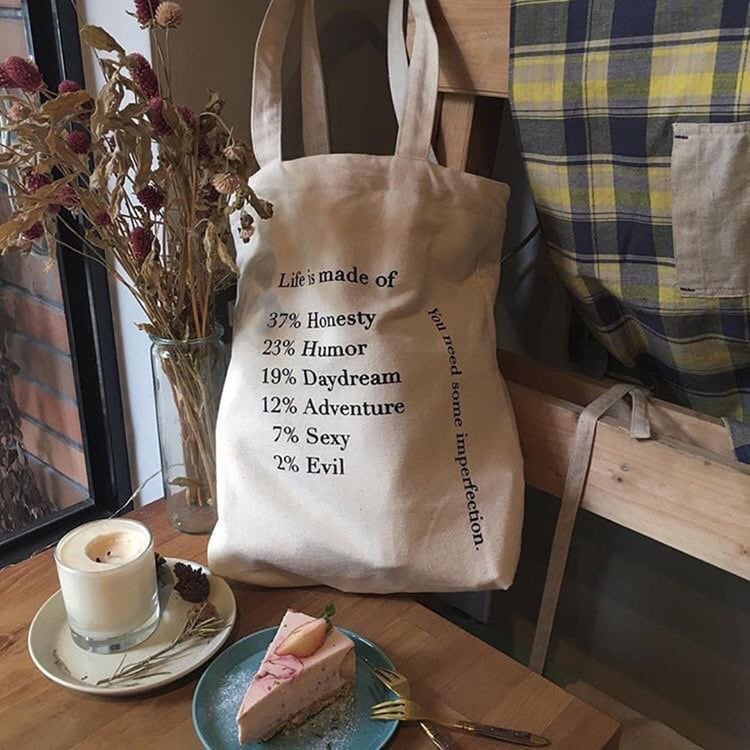 Life is made of
37% Honesty
23% Humor
19% Daydream
12% Adventure
7% Sexy
2% Evil
You need some imperfection.